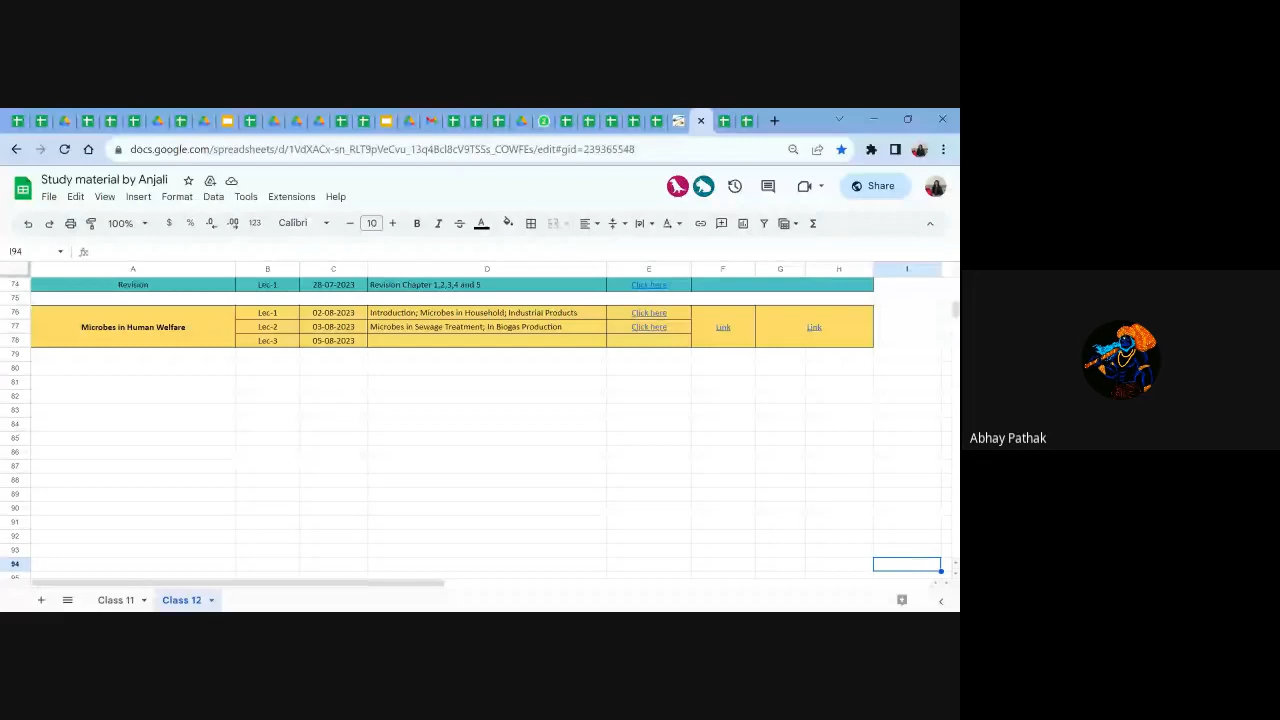 docs.google.com/spreadsheets/d/1VdXACx-sn_RLT9pVeCvu_13q4Bcl8cV9TSSs_COWFEs/edit#gid=239365548
Study material by Anjali
File Edit View Insert Format Data Tools Extensions Help
Share
100% $ % .0 .00 123 Calibri 10 B I A
I94 fx
A B C D E F G H I
74 Revision Lec-1 28-07-2023 Revision Chapter 1,2,3,4 and 5 Click here
75
76 Lec-1 02-08-2023 Introduction; Microbes in Household; Industrial Products Click here
77 Microbes in Human Welfare Lec-2 03-08-2023 Microbes in Sewage Treatment; In Biogas Production Click here Link Link
78 Lec-3 05-08-2023
79
80
81
82
83
84
85
86
87
88
89
90
91
92
93
94
95
Class 11 Class 12
Abhay Pathak